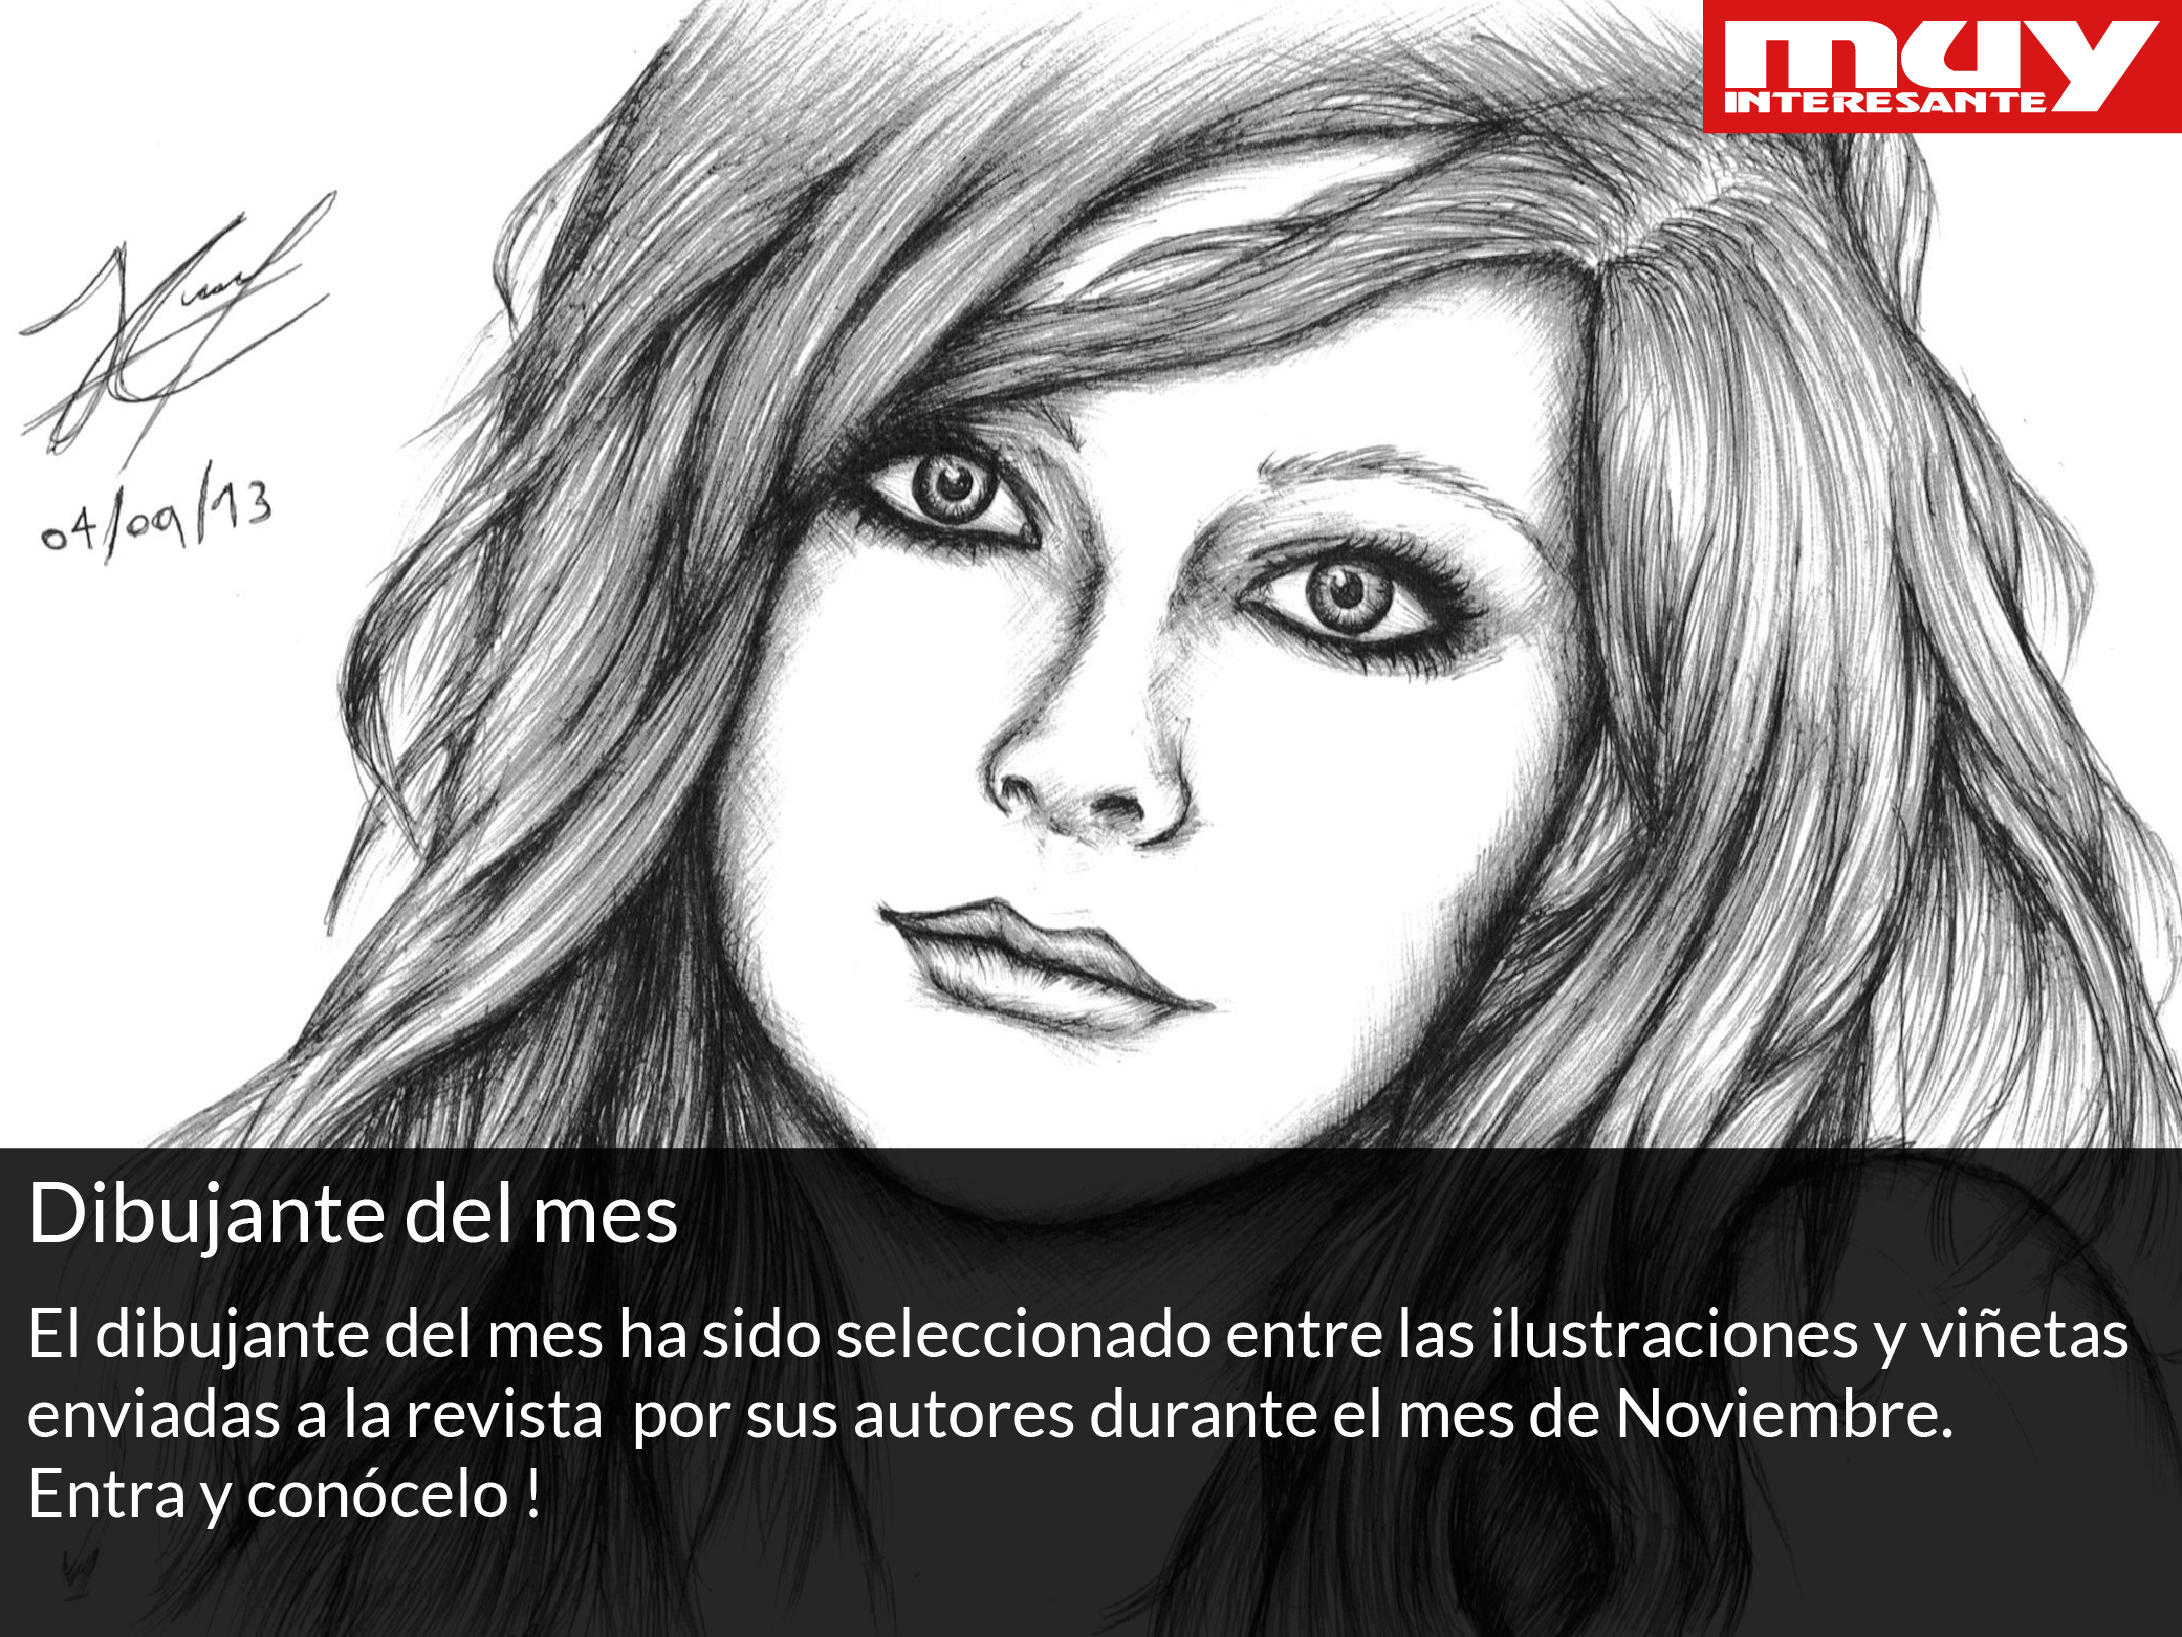 muy
INTERESANTE
04/09/13
Dibujante del mes
El dibujante del mes ha sido seleccionado entre las ilustraciones y viñetas
enviadas a la revista  por sus autores durante el mes de Noviembre.
Entra y conócelo !